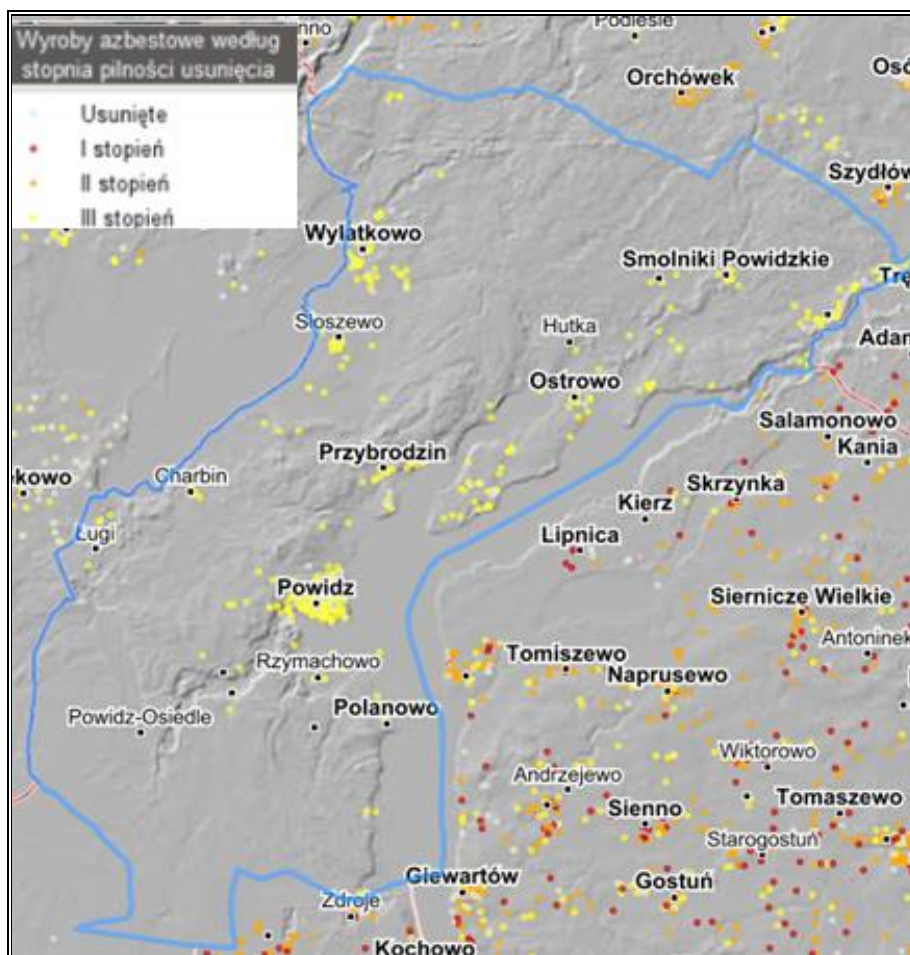 Wyroby azbestowe według
stopnia pilności usunięcia
Usunięte
I stopień
II stopień
III stopień
Podlesie
Orchówek
Szydłów
Wylatkowo
Smolniki Powidzkie
Słoszewo
Hutka
Ostrowo
Salamonowo
Kania
Przybrodzin
Charbin
Skrzynka
Kierz
Ługi
Lipnica
Powidz
Siernicze Wielkie
Antoninek
Rzymachowo
Tomiszewo
Naprusewo
Powidz-Osiedle
Polanowo
Wiktorowo
Andrzejewo
Tomaszewo
Sienno
Starogostuń
Giewartów
Gostuń
Zdroje
Kochowo